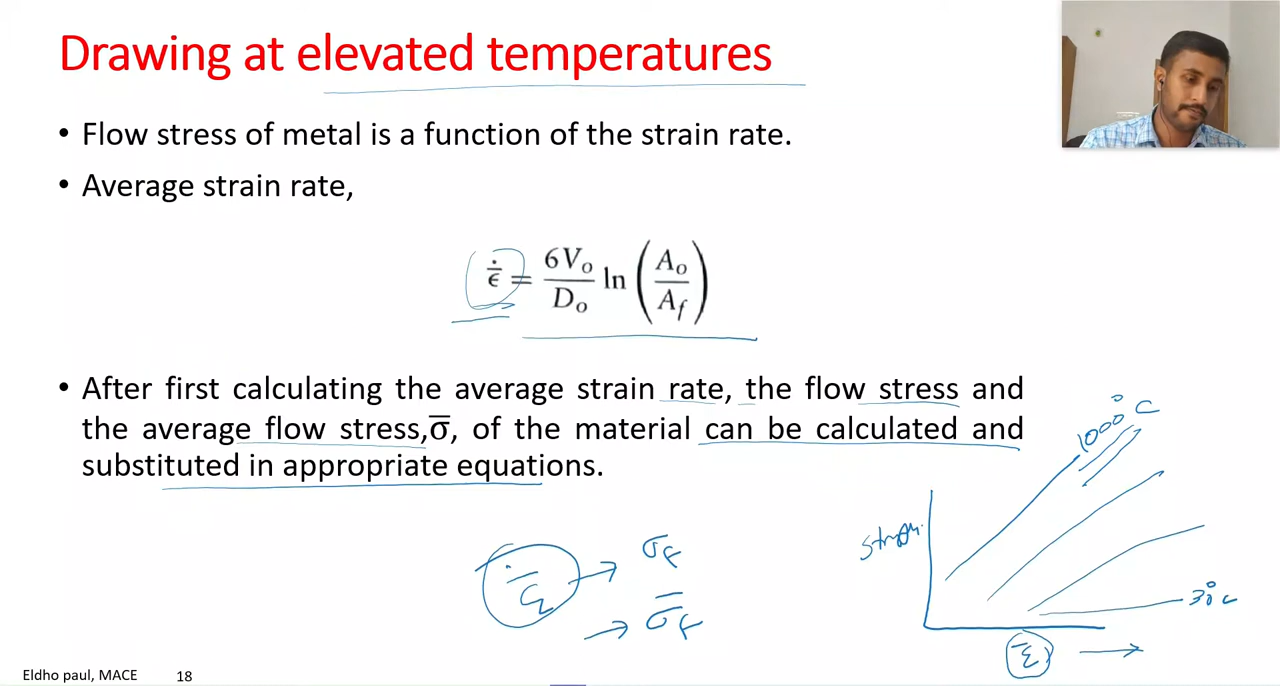 Drawing at elevated temperatures
• Flow stress of metal is a function of the strain rate.
• Average strain rate,
ε̇̄ = 6V₀/D₀ ln (A₀/A_f)
• After first calculating the average strain rate, the flow stress and
the average flow stress,σ̅, of the material can be calculated and
substituted in appropriate equations.
1000°C
30°C
ε̇̄ → σ_f
→ σ̅_f
ε̅ →
Eldho paul, MACE 18